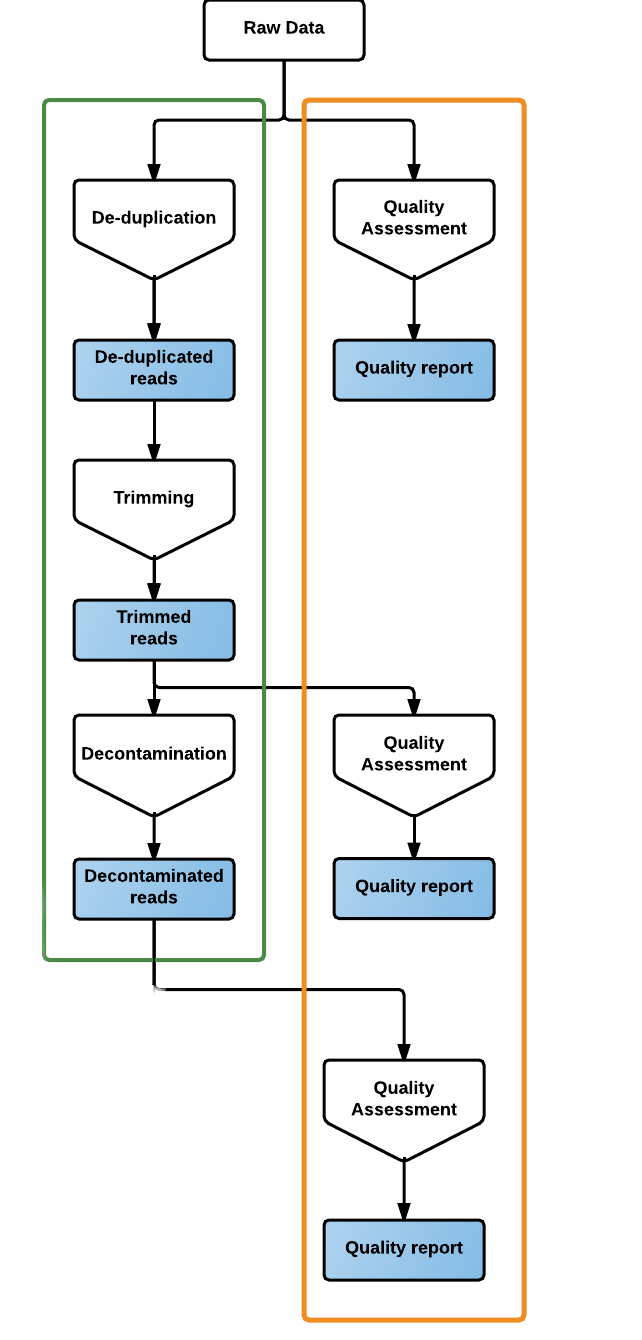 Raw Data
De-duplication
Quality
Assessment
De-duplicated
reads
Quality report
Trimming
Trimmed
reads
Decontamination
Quality
Assessment
Decontaminated
reads
Quality report
Quality
Assessment
Quality report